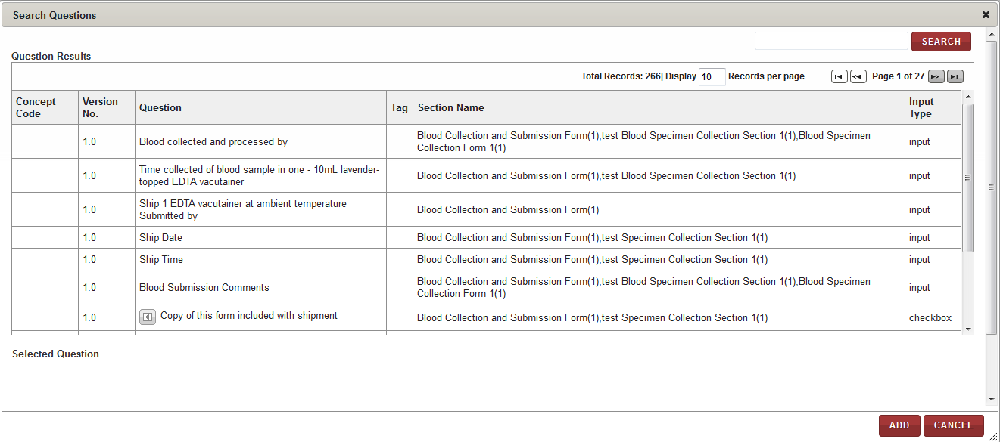 Search Questions
SEARCH
Question Results
Total Records: 266| Display 10 Records per page Page 1 of 27
Concept Code Version No. Question Tag Section Name Input Type
1.0 Blood collected and processed by Blood Collection and Submission Form(1),test Blood Specimen Collection Section 1(1),Blood Specimen Collection Form 1(1) input
1.0 Time collected of blood sample in one - 10mL lavender-topped EDTA vacutainer Blood Collection and Submission Form(1),test Blood Specimen Collection Section 1(1) input
1.0 Ship 1 EDTA vacutainer at ambient temperature Submitted by Blood Collection and Submission Form(1) input
1.0 Ship Date Blood Collection and Submission Form(1),test Specimen Collection Section 1(1) input
1.0 Ship Time Blood Collection and Submission Form(1),test Specimen Collection Section 1(1) input
1.0 Blood Submission Comments Blood Collection and Submission Form(1),test Blood Specimen Collection Section 1(1),Blood Specimen Collection Form 1(1) input
1.0 Copy of this form included with shipment Blood Collection and Submission Form(1),test Specimen Collection Section 1(1) checkbox
Selected Question
ADD CANCEL